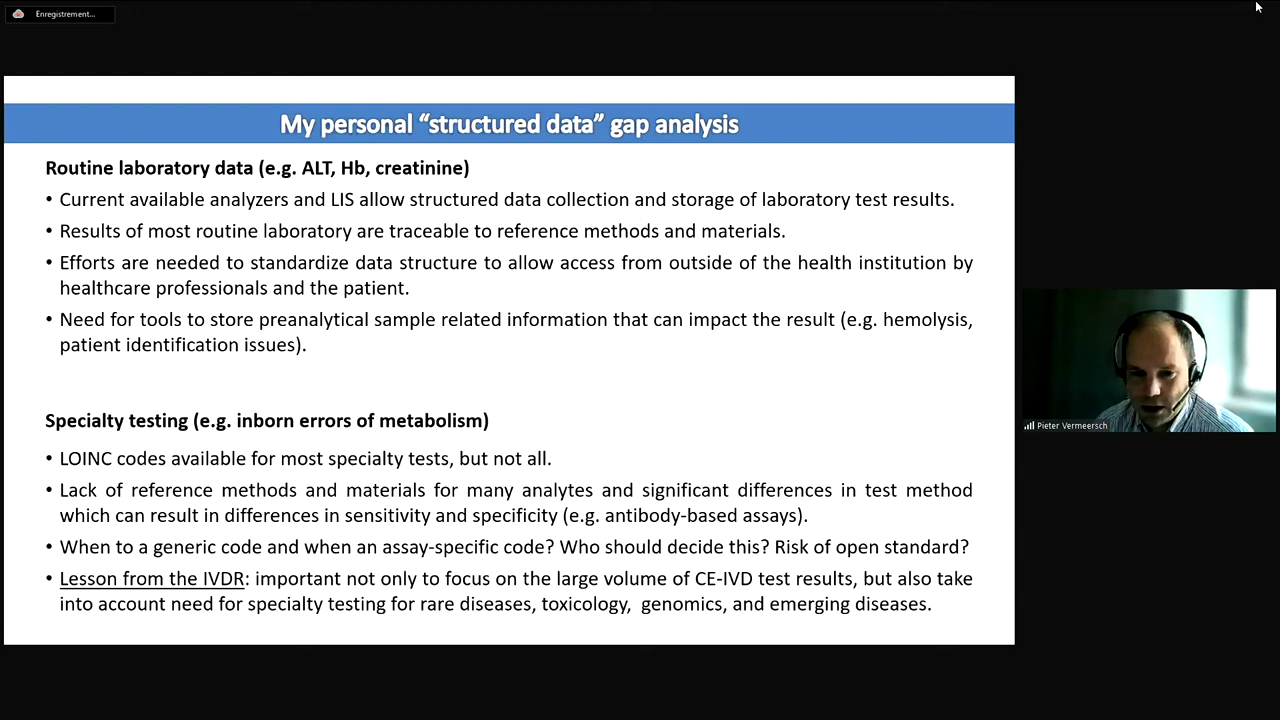 Enregistrement...
My personal “structured data” gap analysis
Routine laboratory data (e.g. ALT, Hb, creatinine)
• Current available analyzers and LIS allow structured data collection and storage of laboratory test results.
• Results of most routine laboratory are traceable to reference methods and materials.
• Efforts are needed to standardize data structure to allow access from outside of the health institution by
healthcare professionals and the patient.
• Need for tools to store preanalytical sample related information that can impact the result (e.g. hemolysis,
patient identification issues).
Specialty testing (e.g. inborn errors of metabolism)
• LOINC codes available for most specialty tests, but not all.
• Lack of reference methods and materials for many analytes and significant differences in test method
which can result in differences in sensitivity and specificity (e.g. antibody-based assays).
• When to a generic code and when an assay-specific code? Who should decide this? Risk of open standard?
• Lesson from the IVDR: important not only to focus on the large volume of CE-IVD test results, but also take
into account need for specialty testing for rare diseases, toxicology, genomics, and emerging diseases.
Pieter Vermeersch